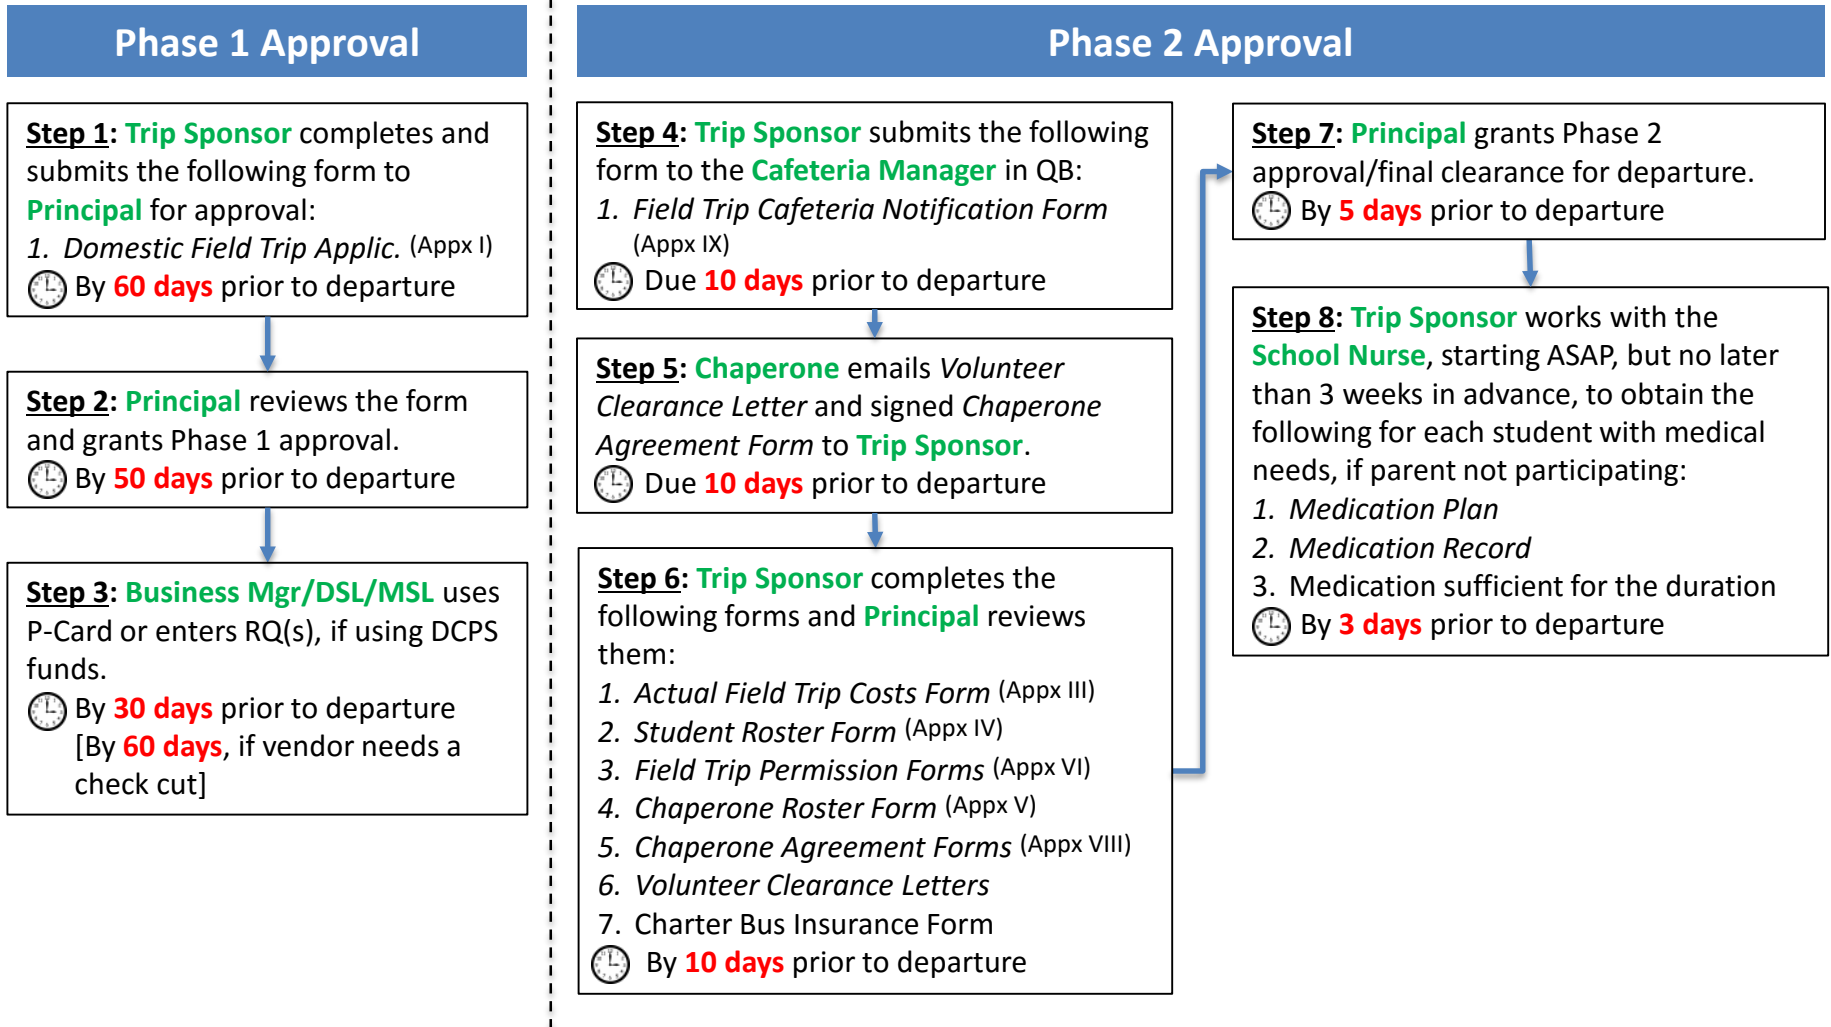 Phase 1 Approval
Step 1: Trip Sponsor completes and
submits the following form to
Principal for approval:
1. Domestic Field Trip Applic. (Appx I)
By 60 days prior to departure
Step 2: Principal reviews the form
and grants Phase 1 approval.
By 50 days prior to departure
Step 3: Business Mgr/DSL/MSL uses
P-Card or enters RQ(s), if using DCPS
funds.
By 30 days prior to departure
[By 60 days, if vendor needs a
check cut]
Phase 2 Approval
Step 4: Trip Sponsor submits the following
form to the Cafeteria Manager in QB:
1. Field Trip Cafeteria Notification Form
(Appx IX)
Due 10 days prior to departure
Step 5: Chaperone emails Volunteer
Clearance Letter and signed Chaperone
Agreement Form to Trip Sponsor.
Due 10 days prior to departure
Step 6: Trip Sponsor completes the
following forms and Principal reviews
them:
1. Actual Field Trip Costs Form (Appx III)
2. Student Roster Form (Appx IV)
3. Field Trip Permission Forms (Appx VI)
4. Chaperone Roster Form (Appx V)
5. Chaperone Agreement Forms (Appx VIII)
6. Volunteer Clearance Letters
7. Charter Bus Insurance Form
By 10 days prior to departure
Step 7: Principal grants Phase 2
approval/final clearance for departure.
By 5 days prior to departure
Step 8: Trip Sponsor works with the
School Nurse, starting ASAP, but no later
than 3 weeks in advance, to obtain the
following for each student with medical
needs, if parent not participating:
1. Medication Plan
2. Medication Record
3. Medication sufficient for the duration
By 3 days prior to departure